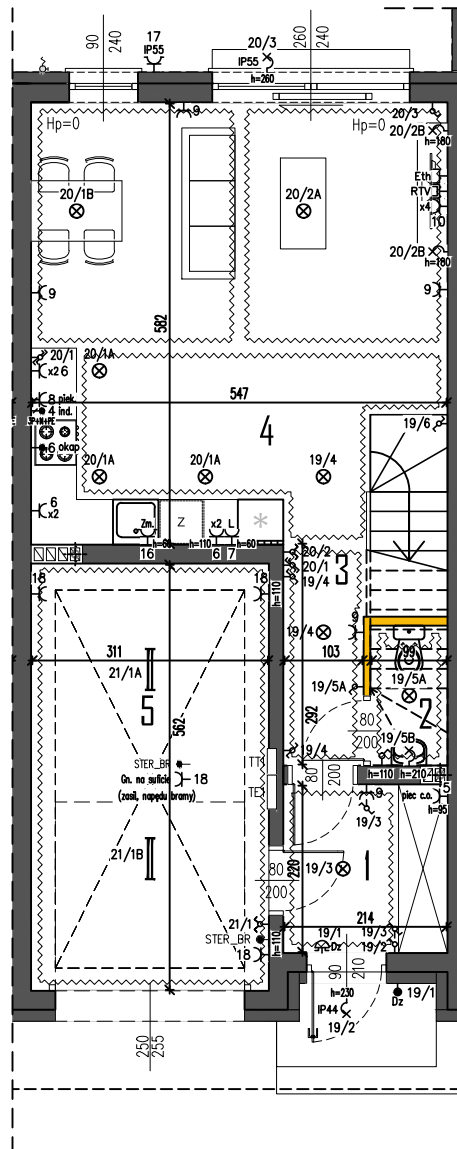 17
IP55
90
240
20/3
IP55
h=260
260
240
9
Hp=0
Hp=0
20/3
20/2B
h=180
Eth
RTV
x4
10
20/1B
20/2A
20/2B
h=180
9
9
582
20/1
x2 6
20/1A
547
8 piek.
4 ind.
3P+N+PE
6 okap
4
19/6
20/1A
20/1A
19/4
6
x2
Zm.
Z
x2 L
*
16
h=60
h=110
6
7
h=60
20/2
20/1
19/4
3
18
18
h=110
9
19/4
99
311
103
21/1A
5
562
19/5A
19/5A
2
292
80
200
19/5B
STER_BR
Gn. na suficie
(zasil. napędu bramy)
18
TT
TE
19/4
80
200
h=110
h=210
5
piec c.o.
h=95
9
19/3
21/1B
220
80
200
19/3
1
214
21/1
STER_BR
18
h=110
19/1
Dz
19/3
19/2
90
210
h=230
IP44
19/2
Dz
19/1
250
255